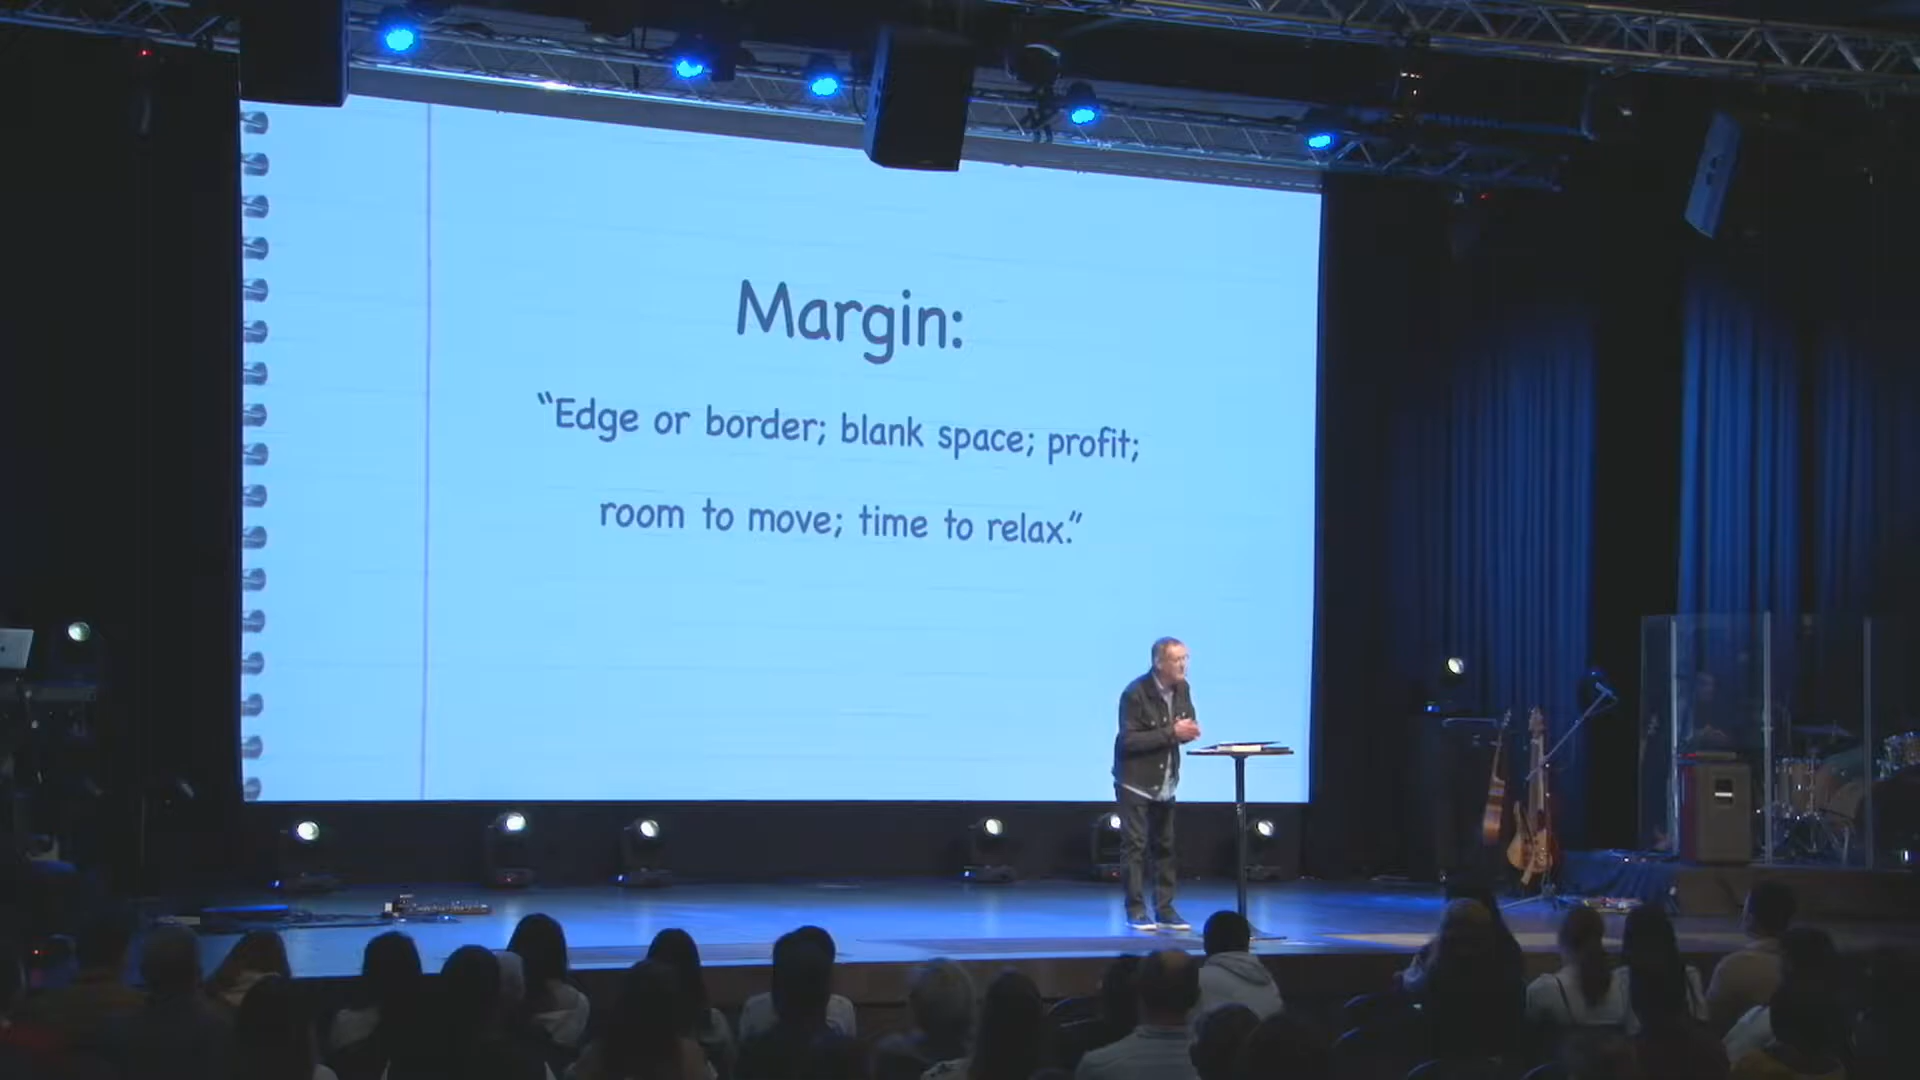 Margin:
“Edge or border; blank space; profit;
room to move; time to relax.”